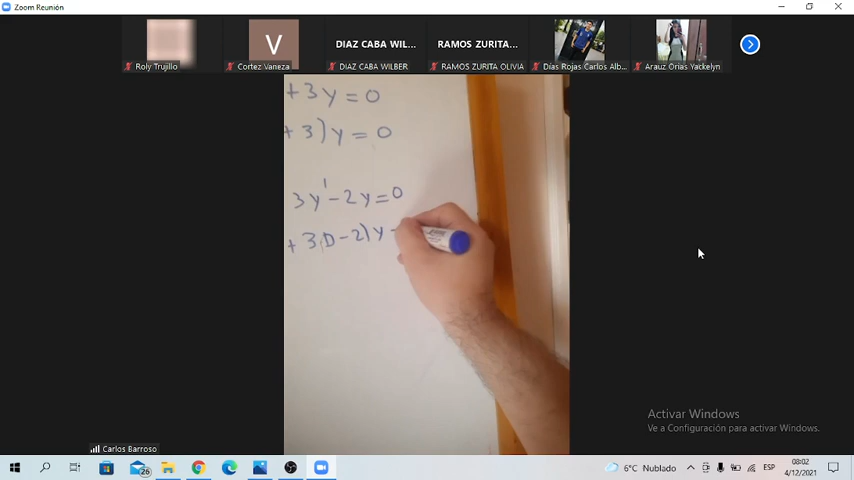 Zoom Reunión
V
DIAZ CABA WIL...
RAMOS ZURITA...
Roly Trujillo
Cortez Vaneza
DIAZ CABA WILBER
RAMOS ZURITA OLIVIA
Días Rojas Carlos Alb...
Arauz Orias Yackelyn
+3y=0
+3)y=0
3y'-2y=0
+3D-2)y-
Activar Windows
Ve a Configuración para activar Windows.
Carlos Barroso
26
6°C Nublado
ESP
08:02
4/12/2021